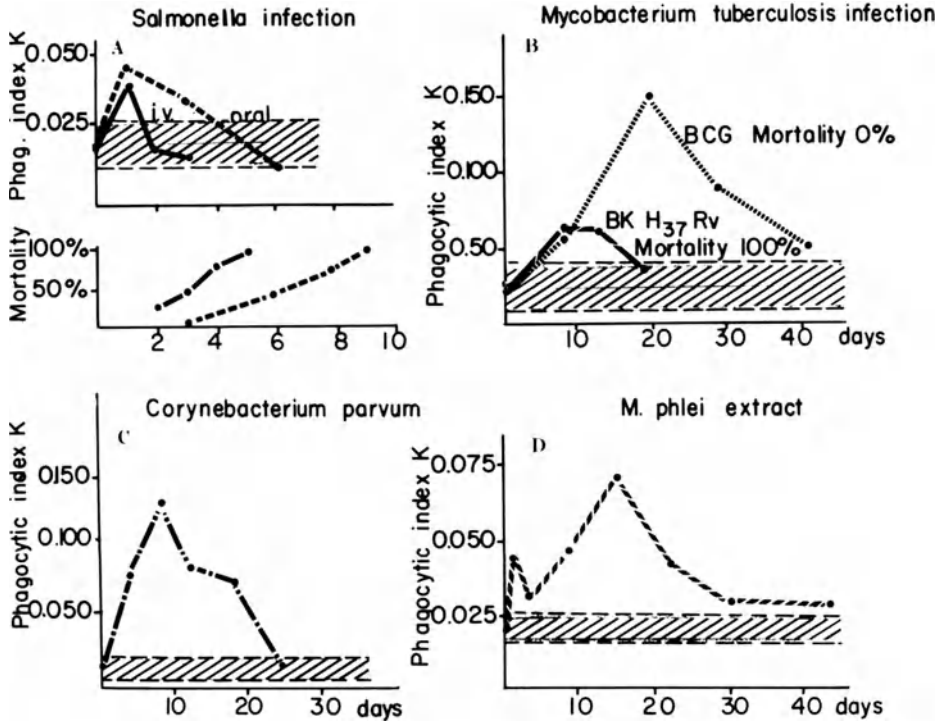 Salmonella infection
A
Phag. index K
0.050
0.025
i.v. oral
Mortality
100%
50%
2 4 6 8 10
Mycobacterium tuberculosis infection
B
Phagocytic index K
0.150
0.100
0.50
BCG Mortality 0%
BK H37 Rv
Mortality 100%
10 20 30 40 days
Corynebacterium parvum
C
Phagocytic index K
0.150
0.100
0.050
10 20 30 days
M. phlei extract
D
Phagocytic index K
0.075
0.050
0.025
10 20 30 40 days